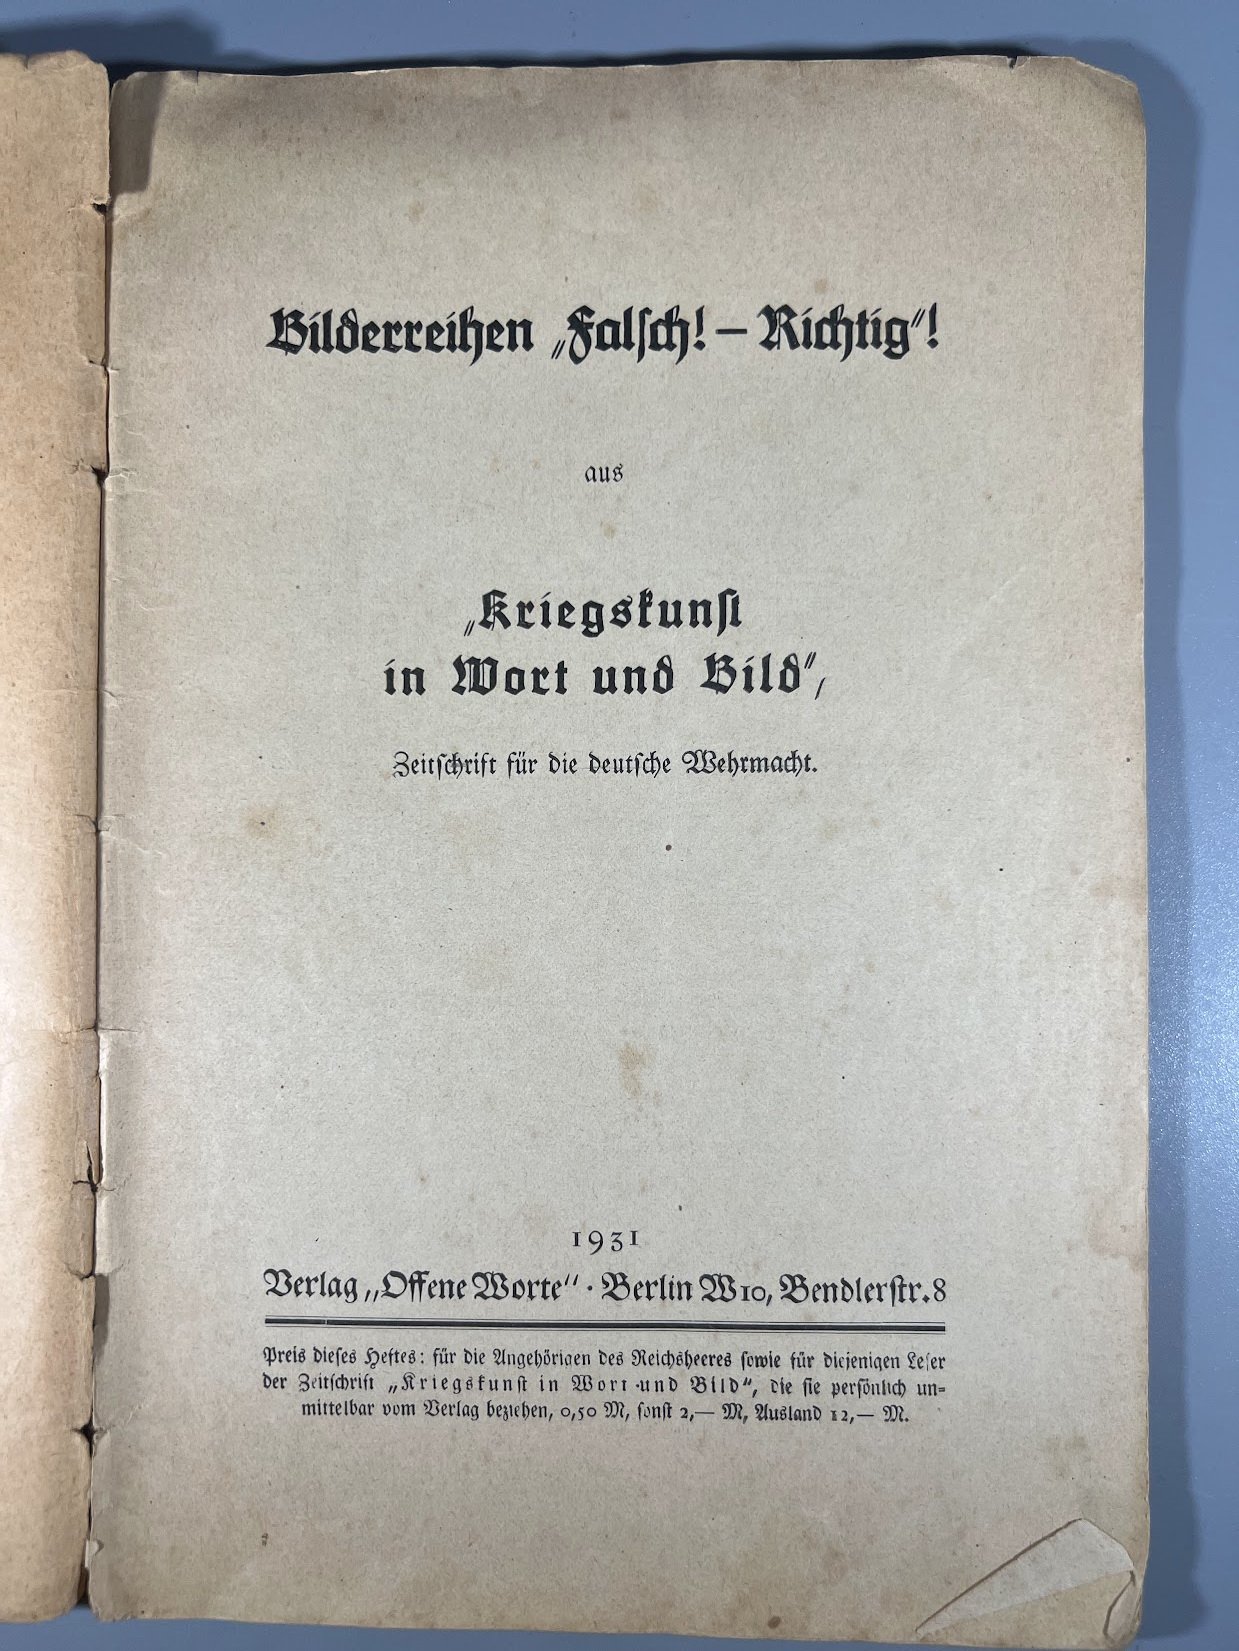 Bilderreihen „Falsch! – Richtig“!
aus
„Kriegskunst
in Wort und Bild“,
Zeitschrift für die deutsche Wehrmacht.
1931
Verlag „Offene Worte“ · Berlin W10, Bendlerstr. 8
Preis dieses Heftes: für die Angehörigen des Reichsheeres sowie für diejenigen Leser
der Zeitschrift „Kriegskunst in Wort und Bild“, die sie persönlich un-
mittelbar vom Verlag beziehen, 0,50 M, sonst 2,— M, Ausland 12,— M.